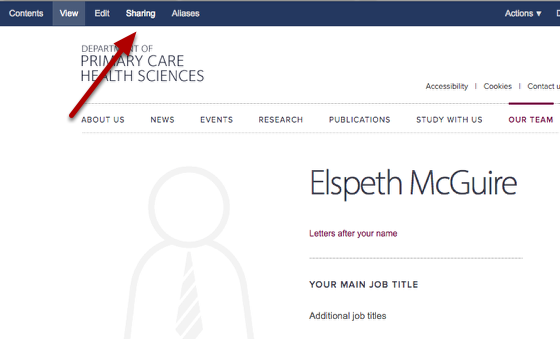 Contents View Edit Sharing Aliases Actions ▼
DEPARTMENT OF
PRIMARY CARE
HEALTH SCIENCES
Accessibility | Cookies | Contact u
ABOUT US NEWS EVENTS RESEARCH PUBLICATIONS STUDY WITH US OUR TEAM
Elspeth McGuire
Letters after your name
YOUR MAIN JOB TITLE
Additional job titles